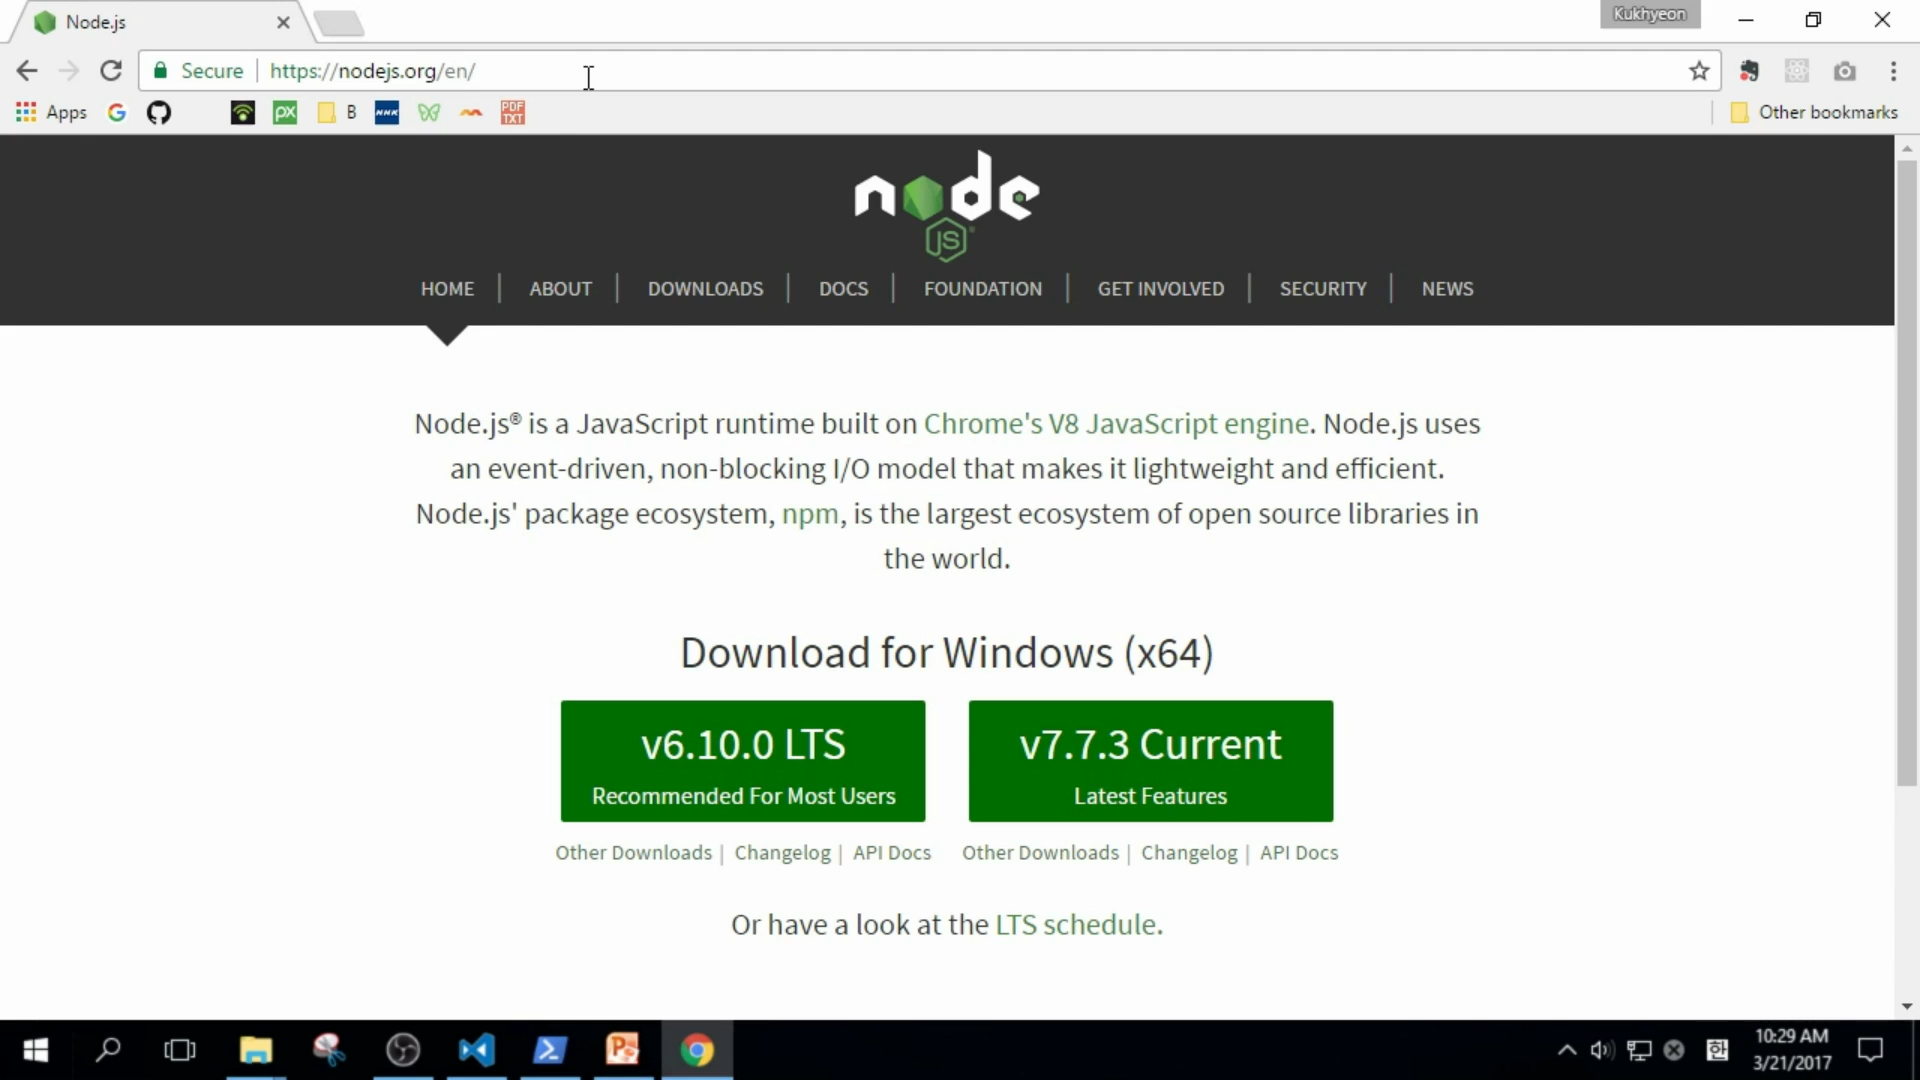 Node.js
Kukhyeon
Secure https://nodejs.org/en/
Apps
PX
B
NHK
PDF
TXT
Other bookmarks
node
JS
HOME | ABOUT | DOWNLOADS | DOCS | FOUNDATION | GET INVOLVED | SECURITY | NEWS
Node.js® is a JavaScript runtime built on Chrome's V8 JavaScript engine. Node.js uses
an event-driven, non-blocking I/O model that makes it lightweight and efficient.
Node.js' package ecosystem, npm, is the largest ecosystem of open source libraries in
the world.
Download for Windows (x64)
v6.10.0 LTS
Recommended For Most Users
v7.7.3 Current
Latest Features
Other Downloads | Changelog | API Docs
Other Downloads | Changelog | API Docs
Or have a look at the LTS schedule.
한
10:29 AM
3/21/2017